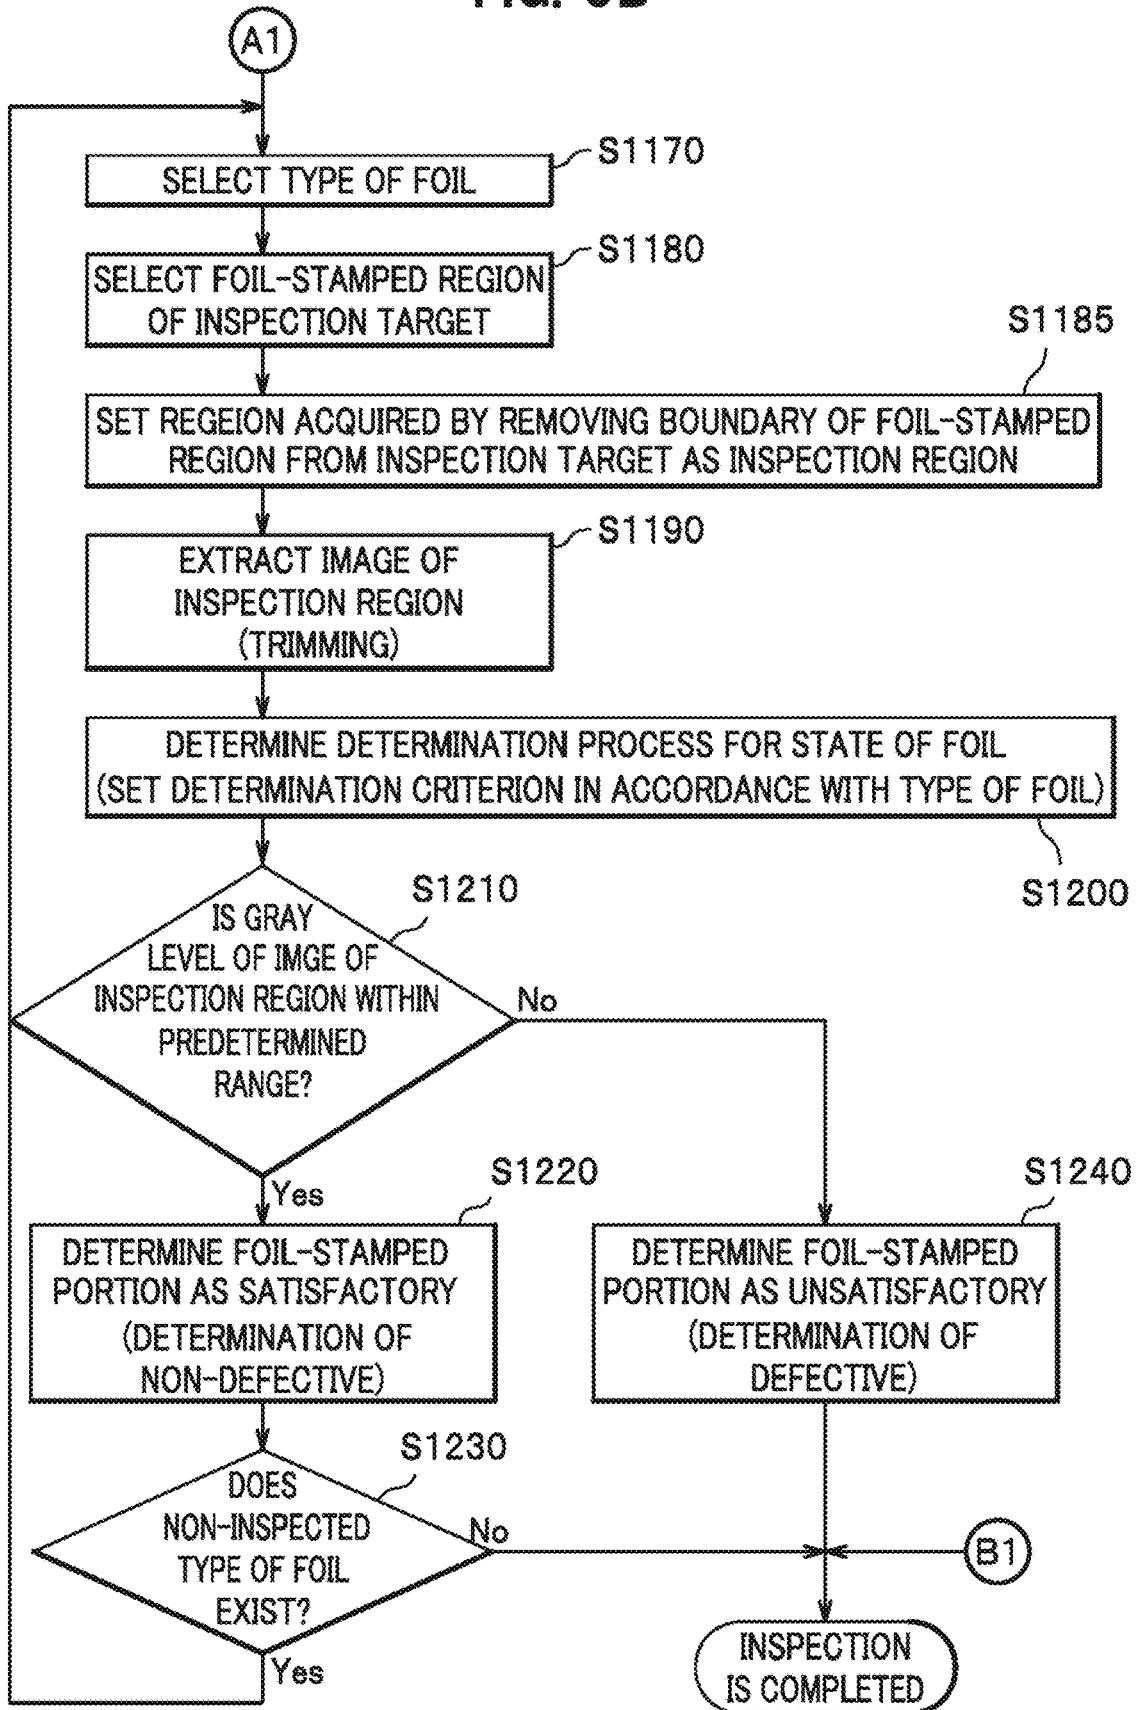 A1
S1170
SELECT TYPE OF FOIL
S1180
SELECT FOIL-STAMPED REGION
OF INSPECTION TARGET
S1185
SET REGEION ACQUIRED BY REMOVING BOUNDARY OF FOIL-STAMPED
REGION FROM INSPECTION TARGET AS INSPECTION REGION
S1190
EXTRACT IMAGE OF
INSPECTION REGION
(TRIMMING)
DETERMINE DETERMINATION PROCESS FOR STATE OF FOIL
(SET DETERMINATION CRITERION IN ACCORDANCE WITH TYPE OF FOIL)
S1200
S1210
IS GRAY
LEVEL OF IMGE OF
INSPECTION REGION WITHIN
PREDETERMINED
RANGE?
No
Yes
S1220
DETERMINE FOIL-STAMPED
PORTION AS SATISFACTORY
(DETERMINATION OF
NON-DEFECTIVE)
S1240
DETERMINE FOIL-STAMPED
PORTION AS UNSATISFACTORY
(DETERMINATION OF
DEFECTIVE)
S1230
DOES
NON-INSPECTED
TYPE OF FOIL
EXIST?
No
Yes
B1
INSPECTION
IS COMPLETED